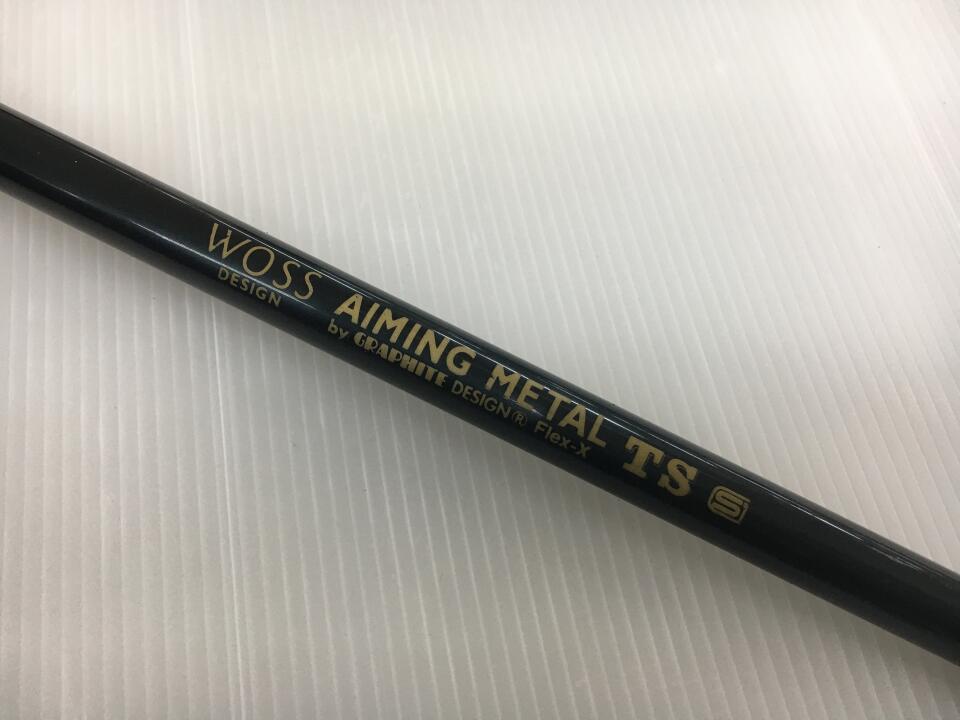 WOSS AIMING METAL TS S
DESIGN by GRAPHITE DESIGN® Flex-X